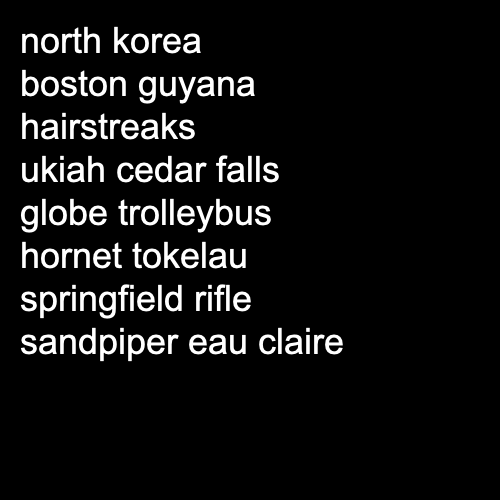 north korea
boston guyana
hairstreaks
ukiah cedar falls
globe trolleybus
hornet tokelau
springfield rifle
sandpiper eau claire